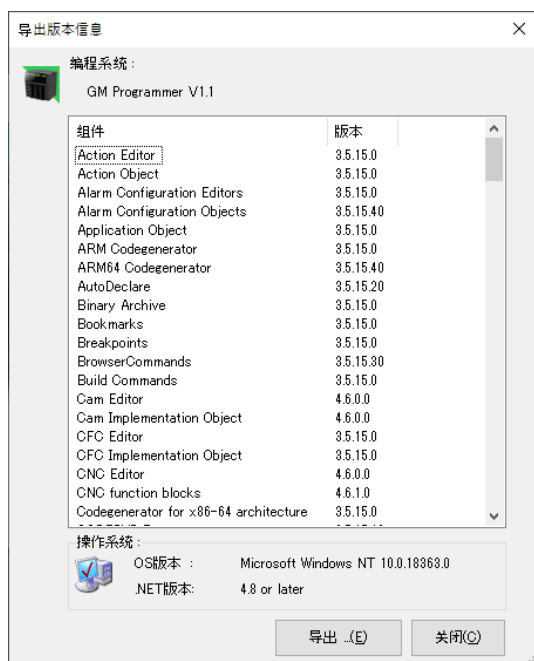 导出版本信息
编程系统：
GM Programmer V1.1
组件 版本
Action Editor 3.5.15.0
Action Object 3.5.15.0
Alarm Configuration Editors 3.5.15.0
Alarm Configuration Objects 3.5.15.40
Application Object 3.5.15.0
ARM Codegenerator 3.5.15.0
ARM64 Codegenerator 3.5.15.40
AutoDeclare 3.5.15.20
Binary Archive 3.5.15.0
Bookmarks 3.5.15.0
Breakpoints 3.5.15.0
BrowserCommands 3.5.15.30
Build Commands 3.5.15.0
Cam Editor 4.6.0.0
Cam Implementation Object 4.6.0.0
CFC Editor 3.5.15.0
CFC Implementation Object 3.5.15.0
CNC Editor 4.6.0.0
CNC function blocks 4.6.1.0
Codegenerator for x86-64 architecture 3.5.15.0
操作系统：
OS版本 ： Microsoft Windows NT 10.0.18363.0
.NET版本: 4.8 or later
导出 ...(E) 关闭(C)